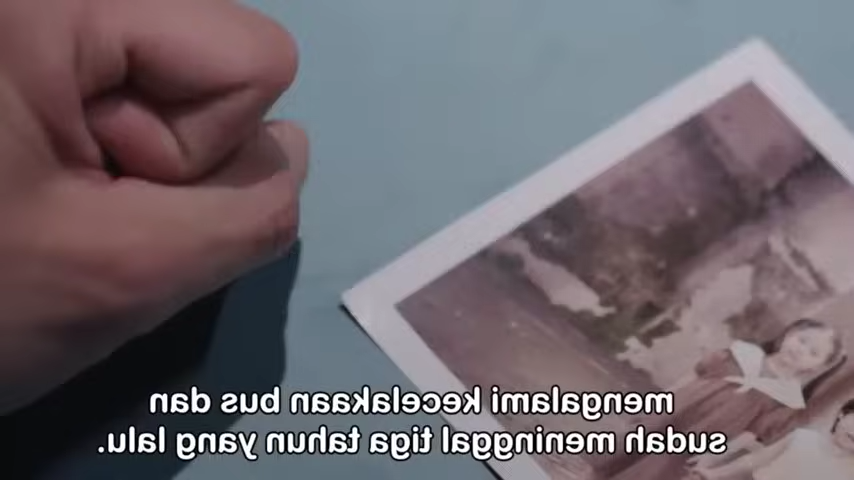 mengalami kecelakaan bus dan
sudah meninggal tiga tahun yang lalu.